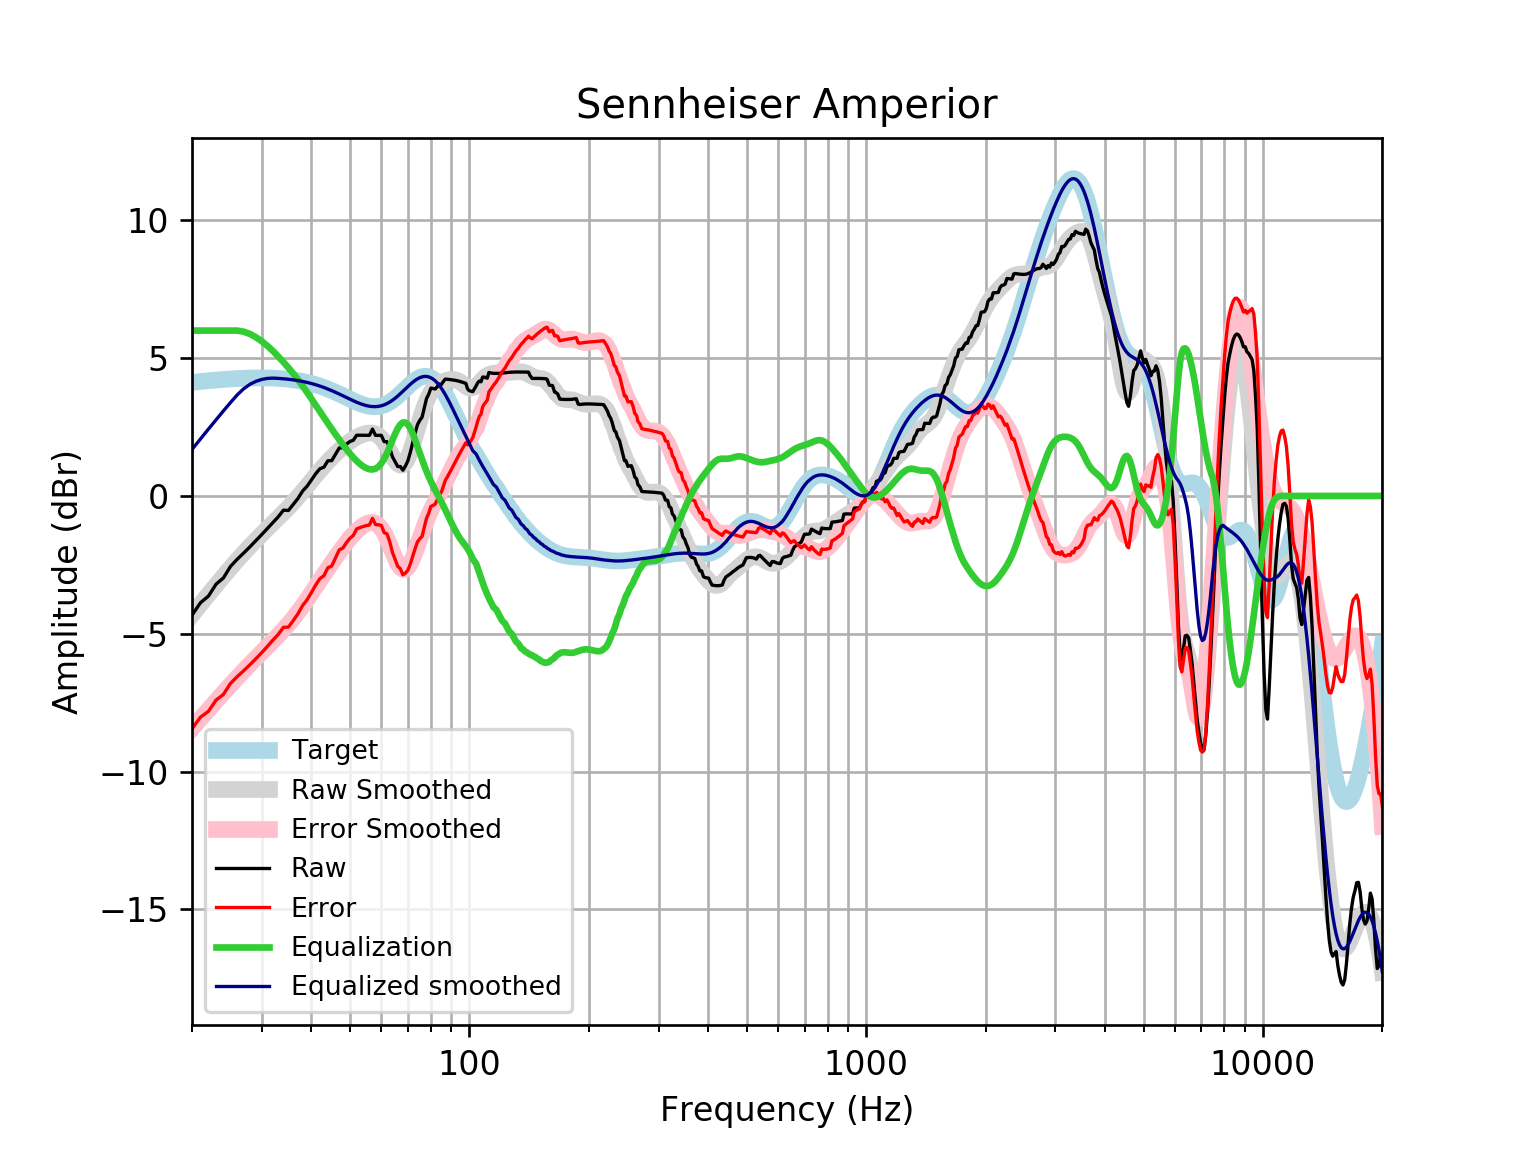 Sennheiser Amperior
Amplitude (dBr)
10
5
0
−5
−10
−15
Target
Raw Smoothed
Error Smoothed
Raw
Error
Equalization
Equalized smoothed
100
1000
10000
Frequency (Hz)